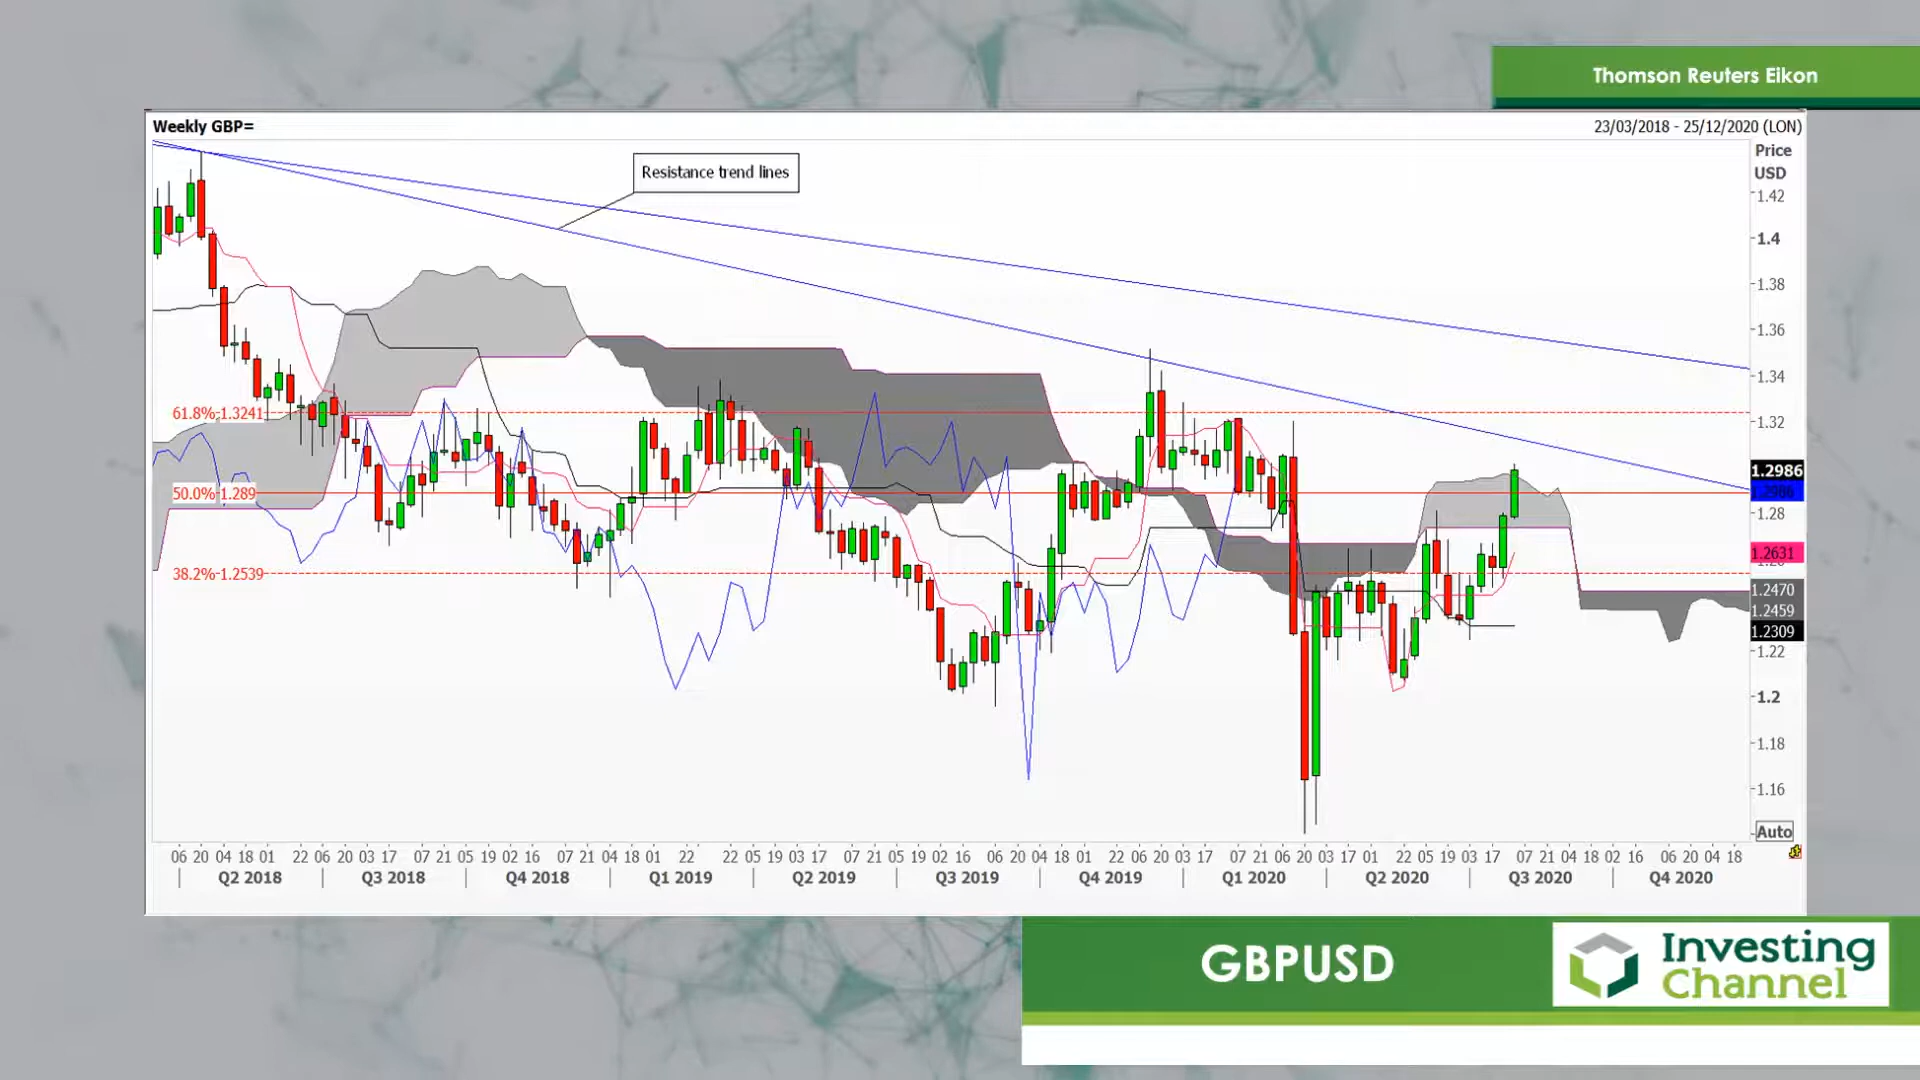 Thomson Reuters Eikon
Weekly GBP=
23/03/2018 - 25/12/2020 (LON)
Price
USD
Resistance trend lines
1.42
1.4
1.38
1.36
1.34
61.8%-1.3241
1.32
1.2986
50.0%-1.289
1.28
1.2631
38.2%-1.2539
1.2470
1.2459
1.2309
1.22
1.2
1.18
1.16
Auto
06 20 04 18 01 22 06 20 03 17 07 21 05 19 02 16 07 21 04 18 01 22 22 05 19 03 17 07 21 05 19 02 16 06 20 04 18 01 22 06 20 03 17 07 21 06 20 03 17 01 22 05 19 03 17 07 21 04 18 02 16 06 20 04 18
Q2 2018 Q3 2018 Q4 2018 Q1 2019 Q2 2019 Q3 2019 Q4 2019 Q1 2020 Q2 2020 Q3 2020 Q4 2020
GBPUSD
Investing
Channel